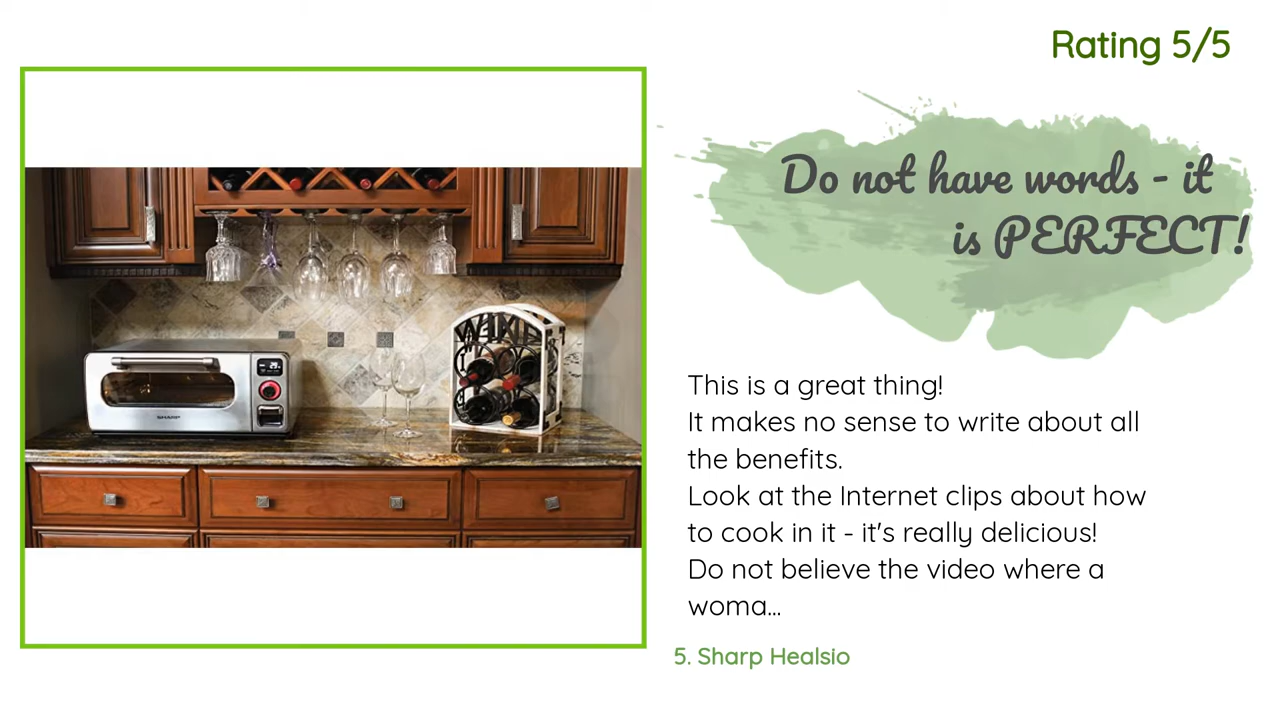 Rating 5/5
Do not have words - it
is PERFECT!
This is a great thing!
It makes no sense to write about all
the benefits.
Look at the Internet clips about how
to cook in it - it's really delicious!
Do not believe the video where a
woma...
5. Sharp Healsio
SHARP